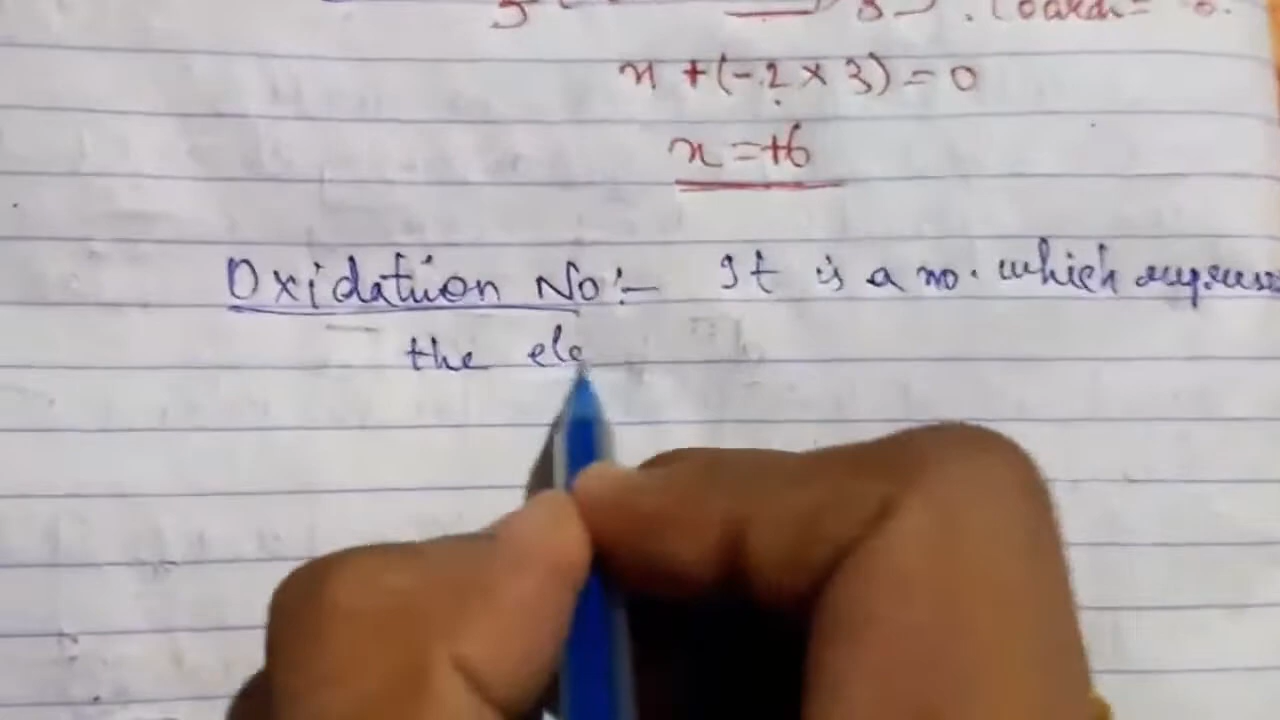 x + (-2 × 3) = 0
x = +6
Oxidation No:- It is a no. which
the ele